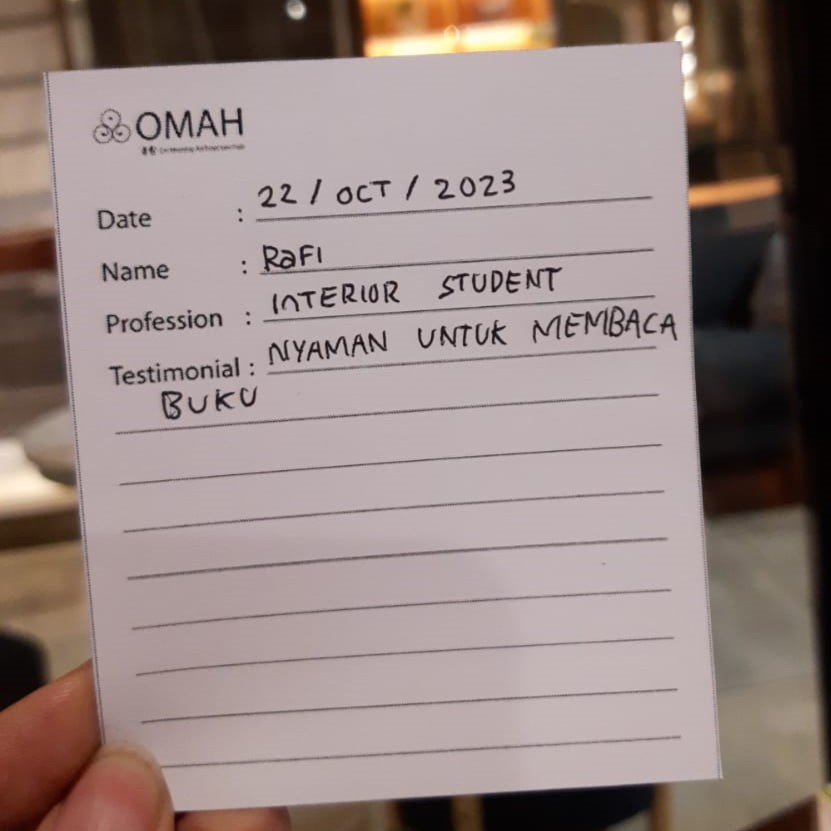 OMAH
Date : 22 / OCT / 2023
Name : RaFI
Profession : INTERIOR STUDENT
Testimonial : NYAMAN UNTUK MEMBACA
BUKU